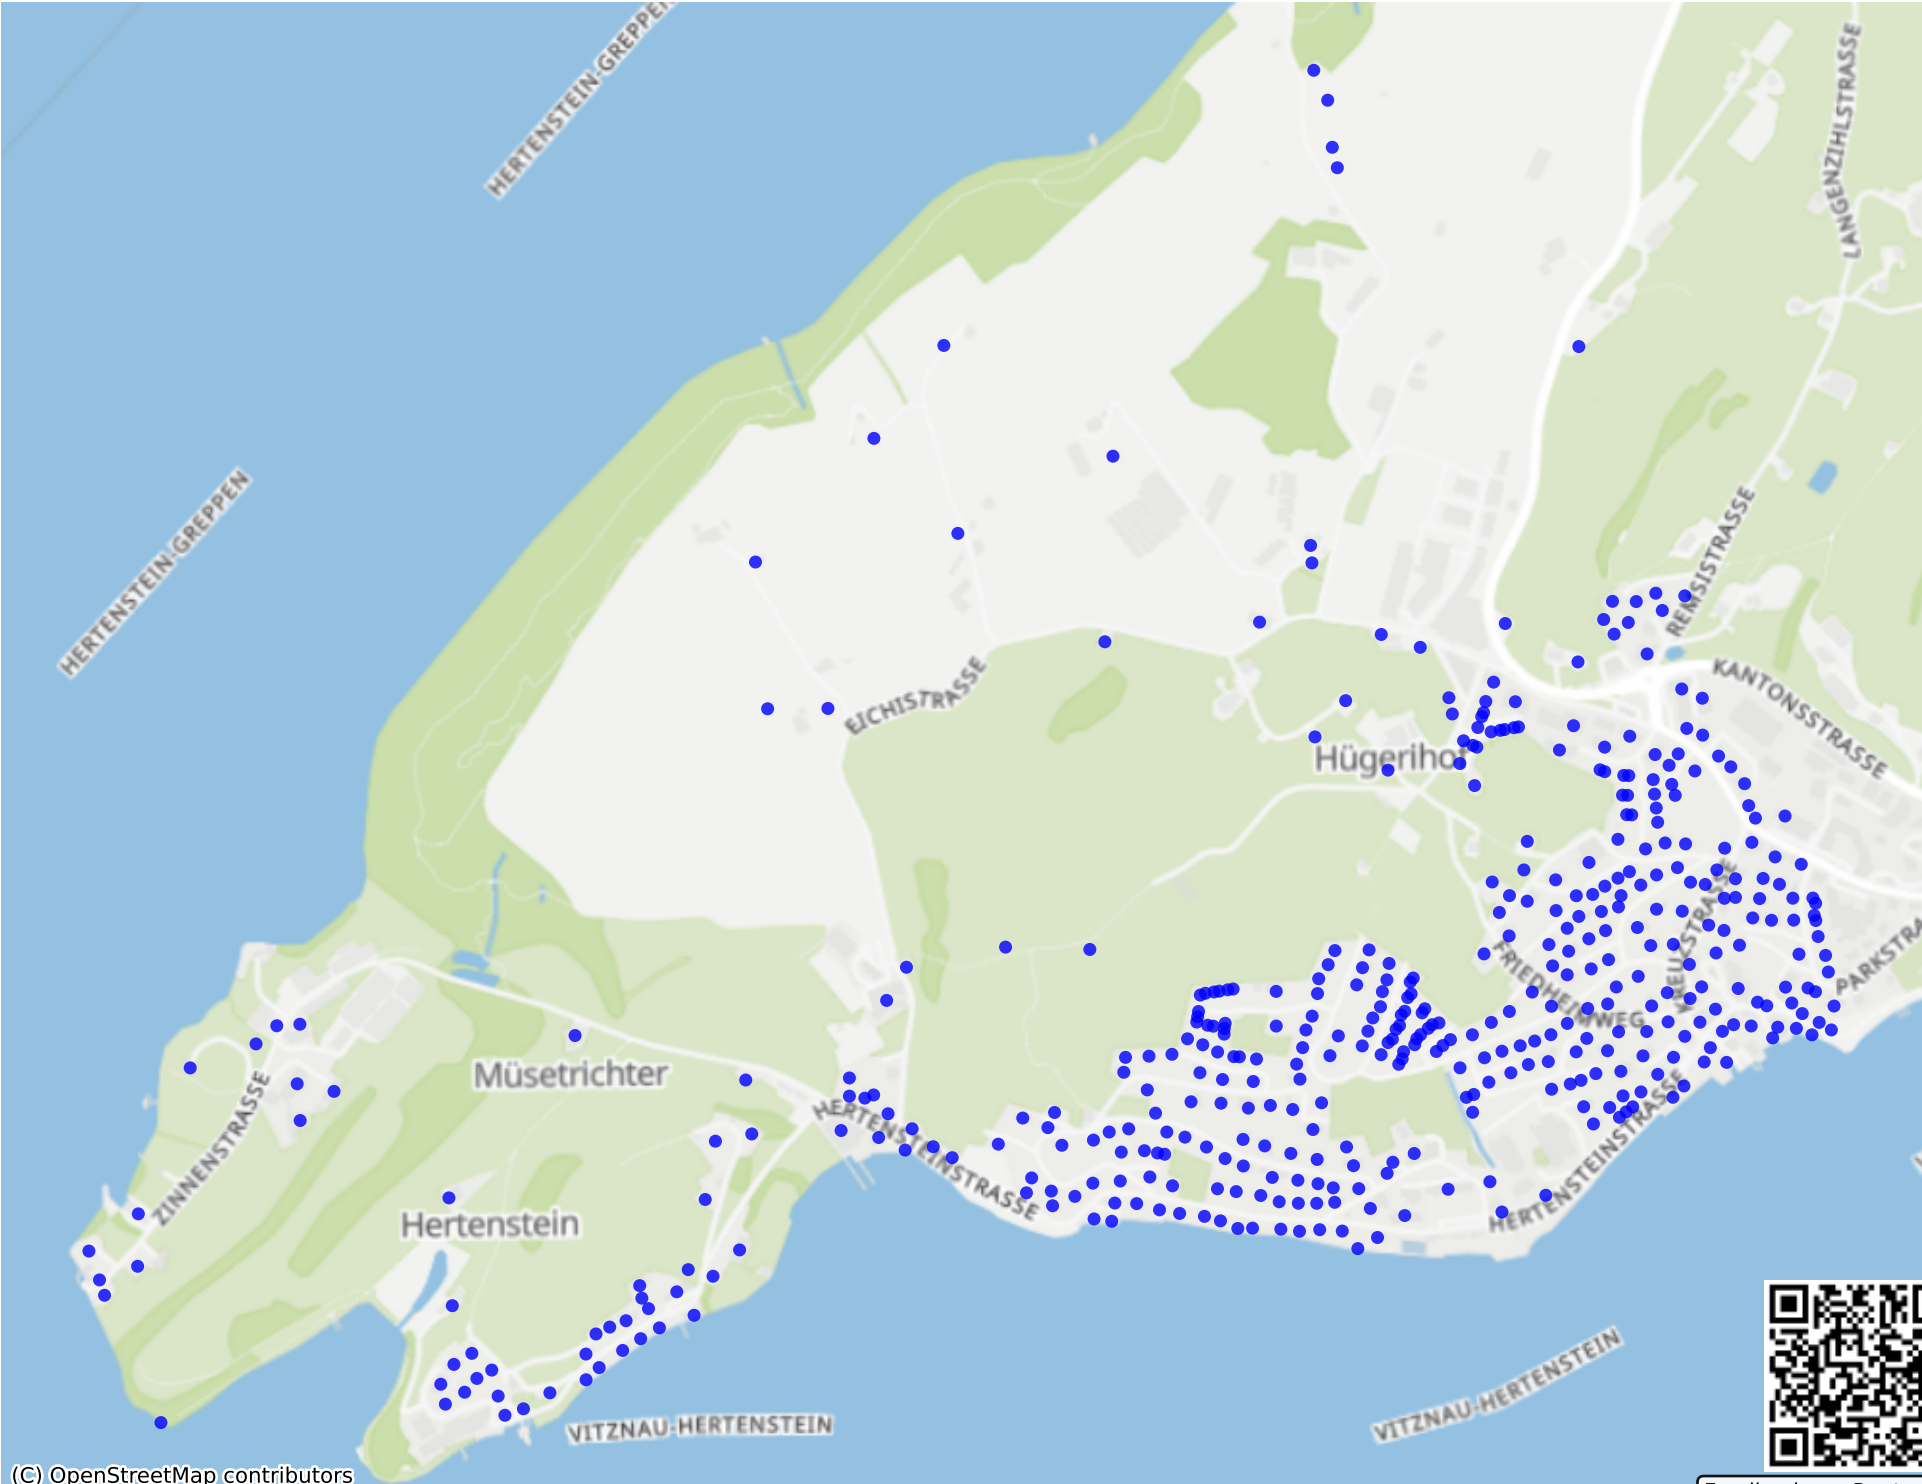 HERTENSTEIN-GREPPEN
LANGENZIHLSTRASSE
HERTENSTEIN-GREPPEN
REMSISTRASSE
EICHISTRASSE
KANTONSSTRASSE
Hügerihof
KREUZSTRASSE
PARKSTRA
FRIEDHEIMWEG
Müsetrichter
HERTENSTEINSTRASSE
ZINNENSTRASSE
HERTENSTEINSTRASSE
Hertenstein
VITZNAU-HERTENSTEIN
VITZNAU-HERTENSTEIN
(C) OpenStreetMap contributors